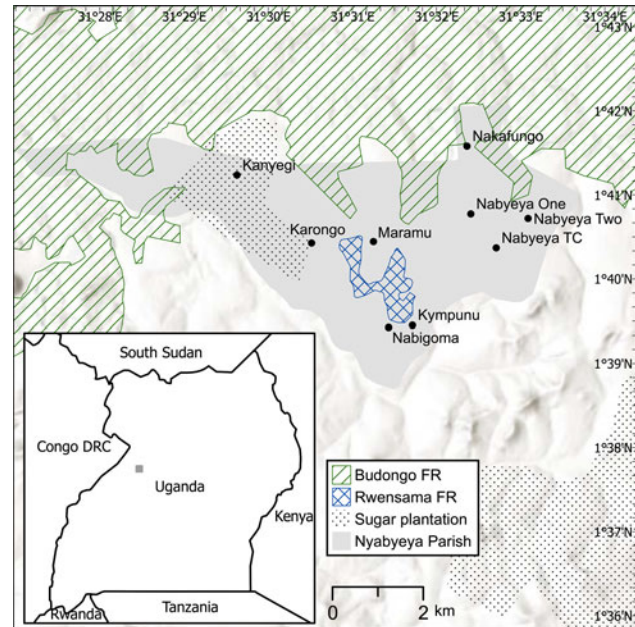 31°28'E 31°29'E 31°30'E 31°31'E 31°32'E 31°33'E 31°34'E
1°43'N
1°42'N
Nakafungo
Kanyegi
1°41'N
Nabyeya One
Nabyeya Two
Karongo
Maramu
Nabyeya TC
1°40'N
Kympunu
Nabigoma
1°39'N
South Sudan
Congo DRC
Uganda
Kenya
Rwanda
Tanzania
1°38'N
Budongo FR
Rwensama FR
Sugar plantation
Nyabyeya Parish
1°37'N
0 2 km
1°36'N